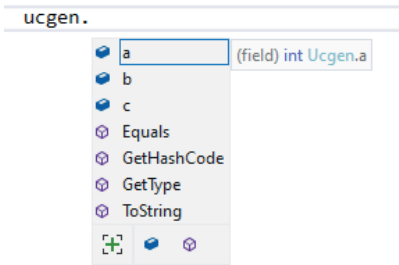 ucgen.
a (field) int Ucgen.a
b
c
Equals
GetHashCode
GetType
ToString